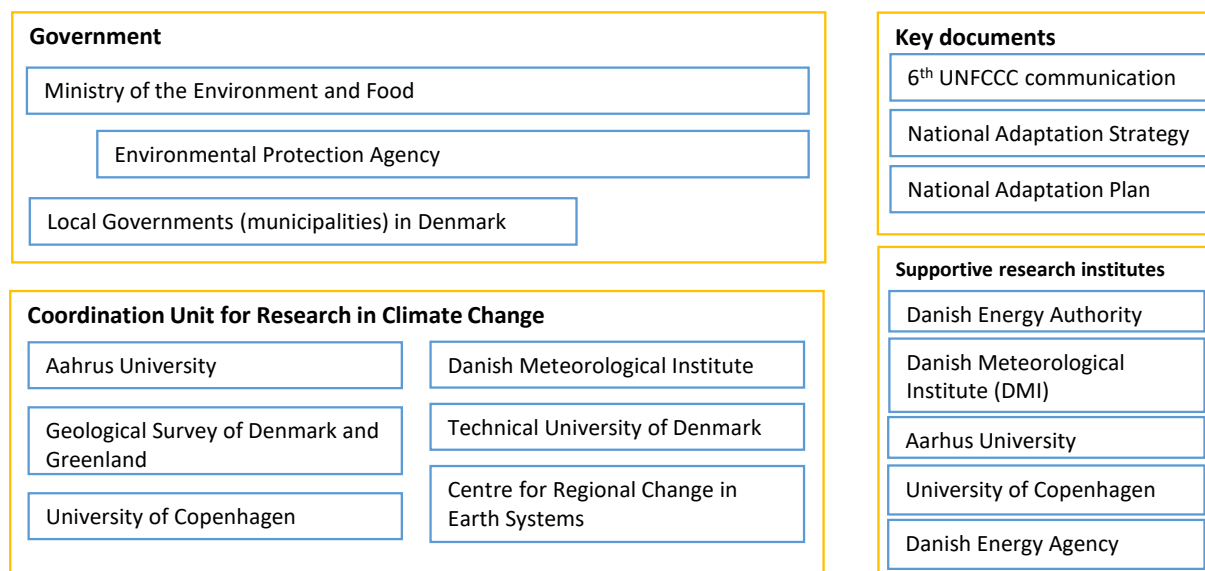 Government
Ministry of the Environment and Food
Environmental Protection Agency
Local Governments (municipalities) in Denmark
Coordination Unit for Research in Climate Change
Aahrus University
Geological Survey of Denmark and
Greenland
University of Copenhagen
Danish Meteorological Institute
Technical University of Denmark
Centre for Regional Change in
Earth Systems
Key documents
6th UNFCCC communication
National Adaptation Strategy
National Adaptation Plan
Supportive research institutes
Danish Energy Authority
Danish Meteorological
Institute (DMI)
Aarhus University
University of Copenhagen
Danish Energy Agency